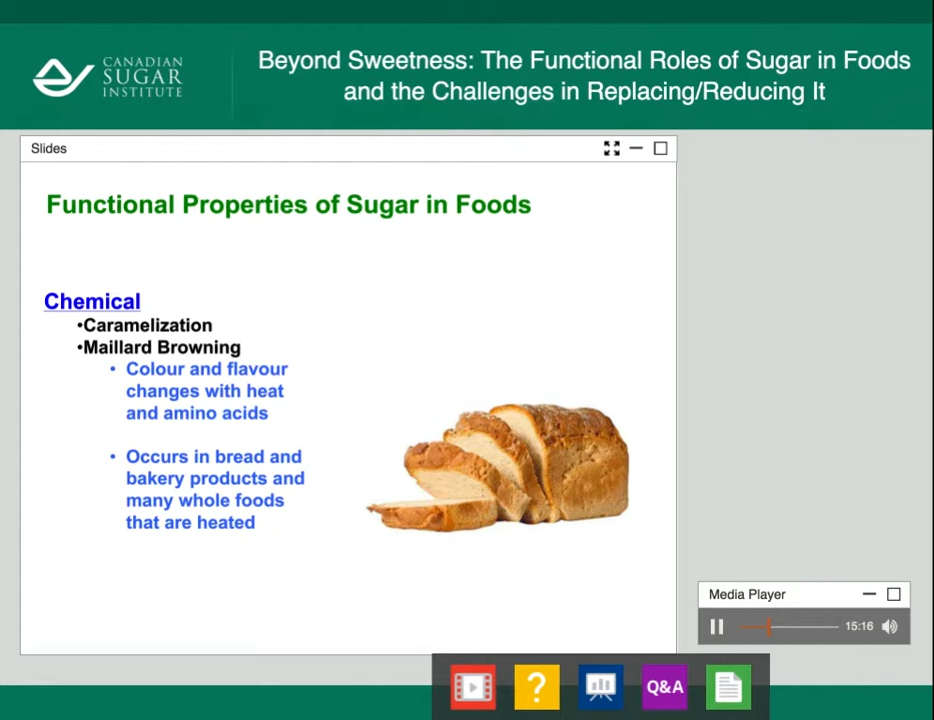 CANADIAN
SUGAR
INSTITUTE
Beyond Sweetness: The Functional Roles of Sugar in Foods
and the Challenges in Replacing/Reducing It
Slides
Functional Properties of Sugar in Foods
Chemical
•Caramelization
•Maillard Browning
• Colour and flavour
changes with heat
and amino acids
• Occurs in bread and
bakery products and
many whole foods
that are heated
Media Player
15:16
?
Q&A